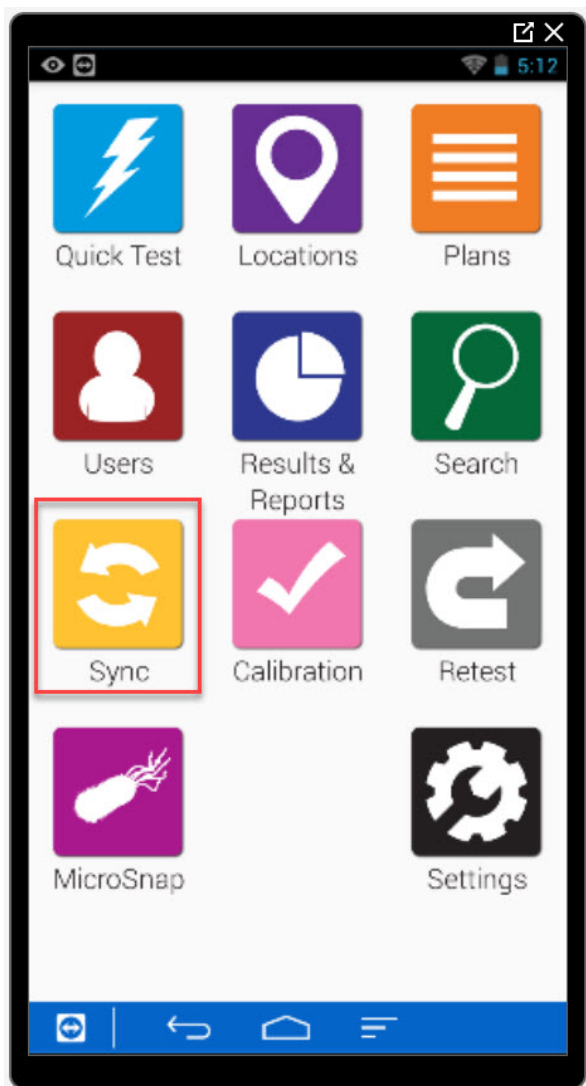 5:12
Quick Test
Locations
Plans
Users
Results &
Reports
Search
Sync
Calibration
Retest
MicroSnap
Settings